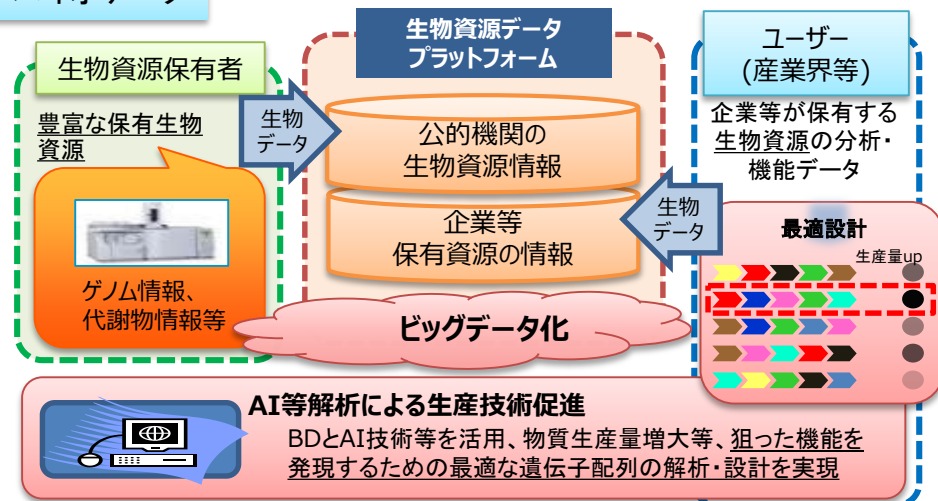 生物資源保有者
豊富な保有生物
資源
ゲノム情報、
代謝物情報等
生物
データ
生物資源データ
プラットフォーム
公的機関の
生物資源情報
企業等
保有資源の情報
生物
データ
ビッグデータ化
ユーザー
(産業界等)
企業等が保有する
生物資源の分析・
機能データ
最適設計
生産量up
AI等解析による生産技術促進
BDとAI技術等を活用、物質生産量増大等、狙った機能を
発現するための最適な遺伝子配列の解析・設計を実現